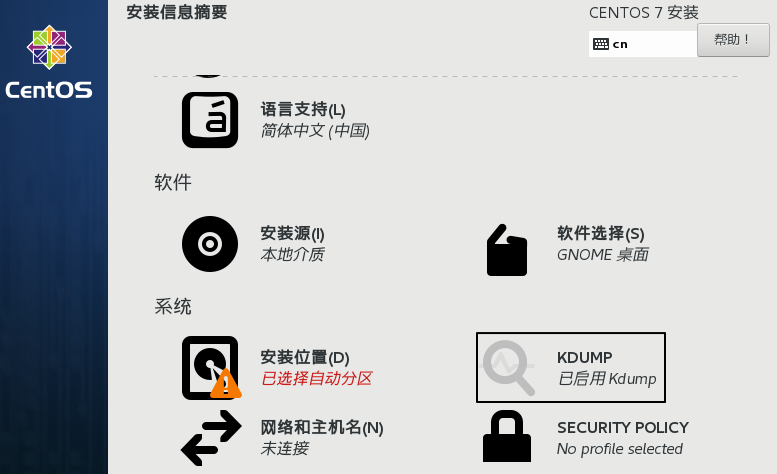 安装信息摘要
CENTOS 7 安装
cn
帮助！
CentOS
语言支持(L)
简体中文 (中国)
软件
安装源(I)
本地介质
软件选择(S)
GNOME 桌面
系统
安装位置(D)
已选择自动分区
KDUMP
已启用 Kdump
网络和主机名(N)
未连接
SECURITY POLICY
No profile selected